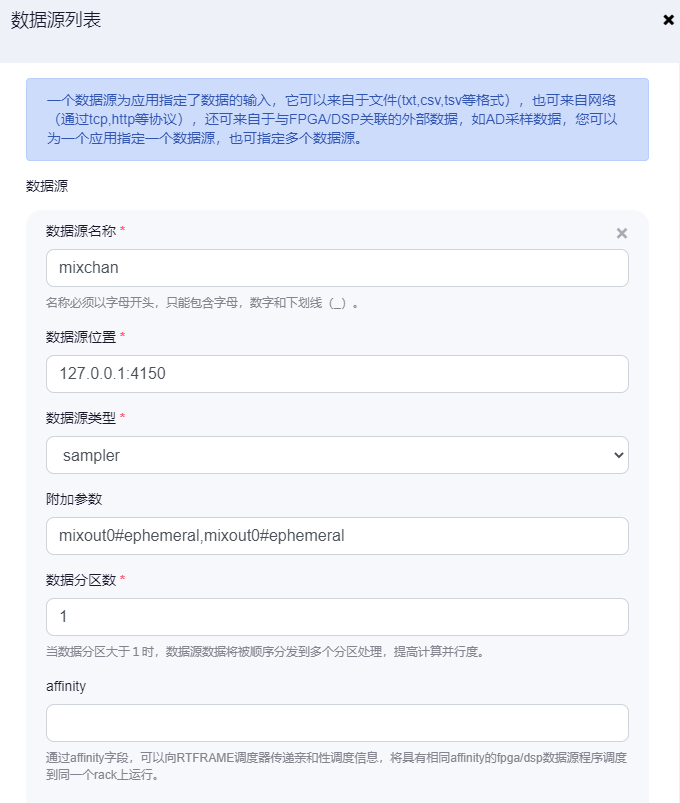 数据源列表
一个数据源为应用指定了数据的输入，它可以来自于文件(txt,csv,tsv等格式），也可来自网络
（通过tcp,http等协议），还可来自于与FPGA/DSP关联的外部数据，如AD采样数据，您可以
为一个应用指定一个数据源，也可指定多个数据源。
数据源
数据源名称 *
mixchan
名称必须以字母开头，只能包含字母，数字和下划线（_）。
数据源位置 *
127.0.0.1:4150
数据源类型 *
sampler
附加参数
mixout0#ephemeral,mixout0#ephemeral
数据分区数 *
1
当数据分区大于１时，数据源数据将被顺序分发到多个分区处理，提高计算并行度。
affinity
通过affinity字段，可以向RTFRAME调度器传递亲和性调度信息，将具有相同affinity的fpga/dsp数据源程序调度
到同一个rack上运行。